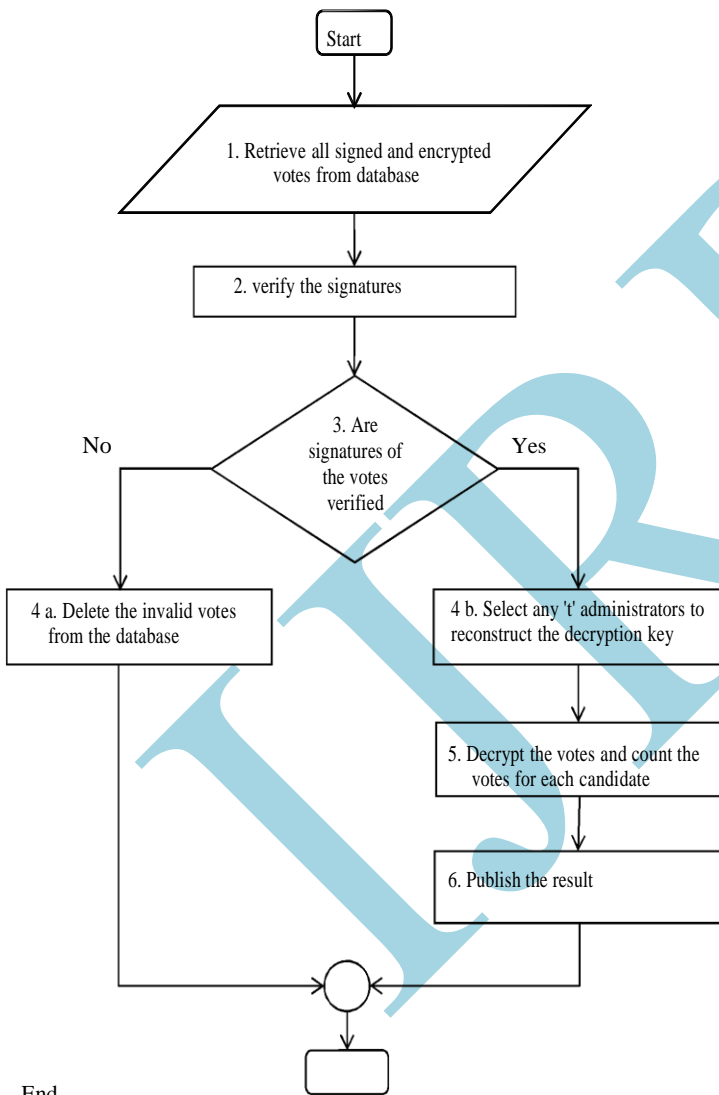 Start
1. Retrieve all signed and encrypted
votes from database
2. verify the signatures
3. Are
signatures of
the votes
verified
No
Yes
4 a. Delete the invalid votes
from the database
4 b. Select any 't' administrators to
reconstruct the decryption key
5. Decrypt the votes and count the
votes for each candidate
6. Publish the result
End